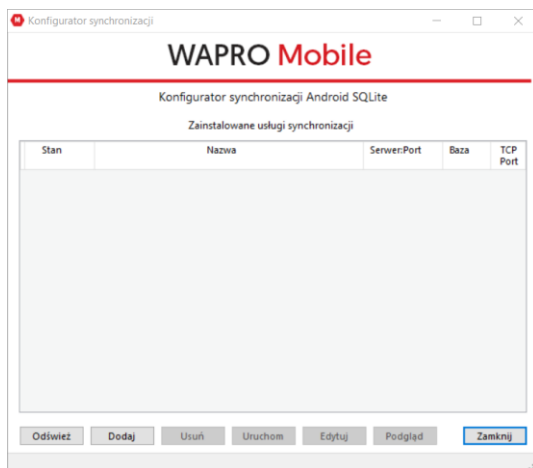 Konfigurator synchronizacji
WAPRO Mobile
Konfigurator synchronizacji Android SQLite
Zainstalowane usługi synchronizacji
Stan Nazwa Serwer:Port Baza TCP Port
Odśwież Dodaj Usuń Uruchom Edytuj Podgląd Zamknij